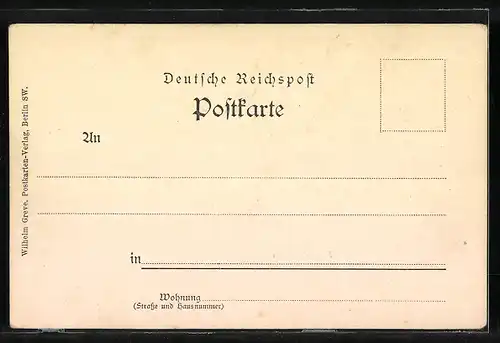 Deutsche Reichspost
Postkarte
An
in
Wohnung
(Straße und Hausnummer)
Wilhelm Greve, Postkarten-Verlag, Berlin SW.